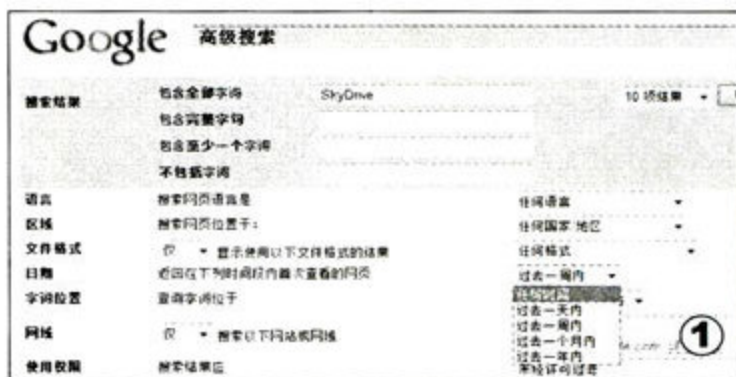 Google 高级搜索
搜索结果 包含全部字词 SkyDrive 10 项结果
包含完整字句
包含至少一个字词
不包括字词
语言 搜索网页语言是 任何语言
区域 搜索网页位置于: 任何国家/地区
文件格式 仅 显示使用以下文件格式的结果 任何格式
日期 返回在下列时间段内首次查看的网页 过去一周内
字词位置 查询字词位于 任何时间
过去一天内
过去一周内
网域 仅 搜索以下网站或网域 过去一个月内 ①
过去一年内
使用权限 搜索结果应 未经许可过滤